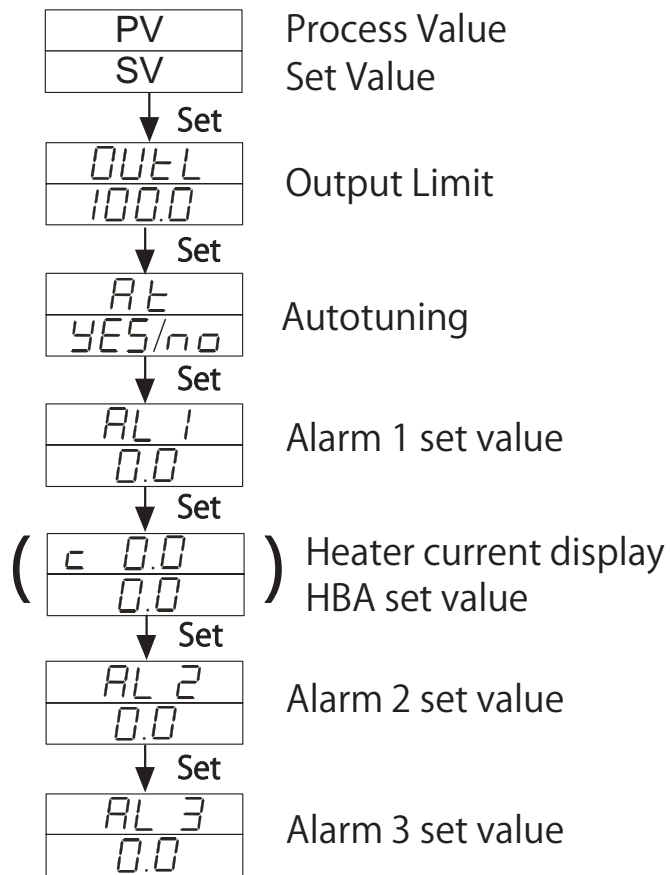 PV Process Value
SV Set Value
Set
OUtL
100.0
Output Limit
Set
At
YES/no
Autotuning
Set
AL 1
0.0
Alarm 1 set value
Set
( c 0.0 ) Heater current display
0.0 HBA set value
Set
AL 2
0.0
Alarm 2 set value
Set
AL 3
0.0
Alarm 3 set value